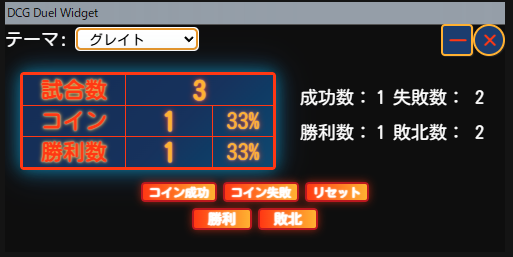 DCG Duel Widget
テーマ: グレイト
試合数 3
コイン 1 33%
勝利数 1 33%
成功数： 1 失敗数： 2
勝利数： 1 敗北数： 2
コイン成功 コイン失敗 リセット
勝利 敗北